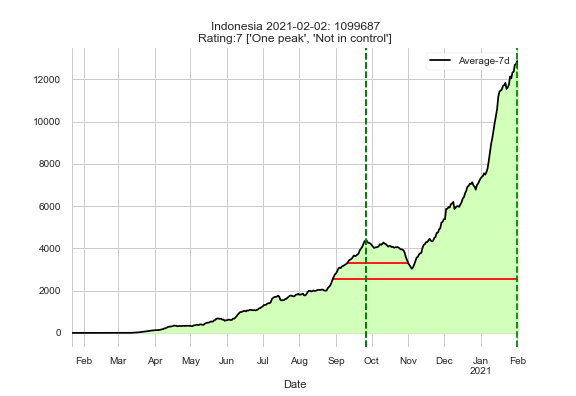 Indonesia 2021-02-02: 1099687
Rating:7 ['One peak', 'Not in control']
Average-7d
12000
10000
8000
6000
4000
2000
0
Feb Mar Apr May Jun Jul Aug Sep Oct Nov Dec Jan Feb
2021
Date